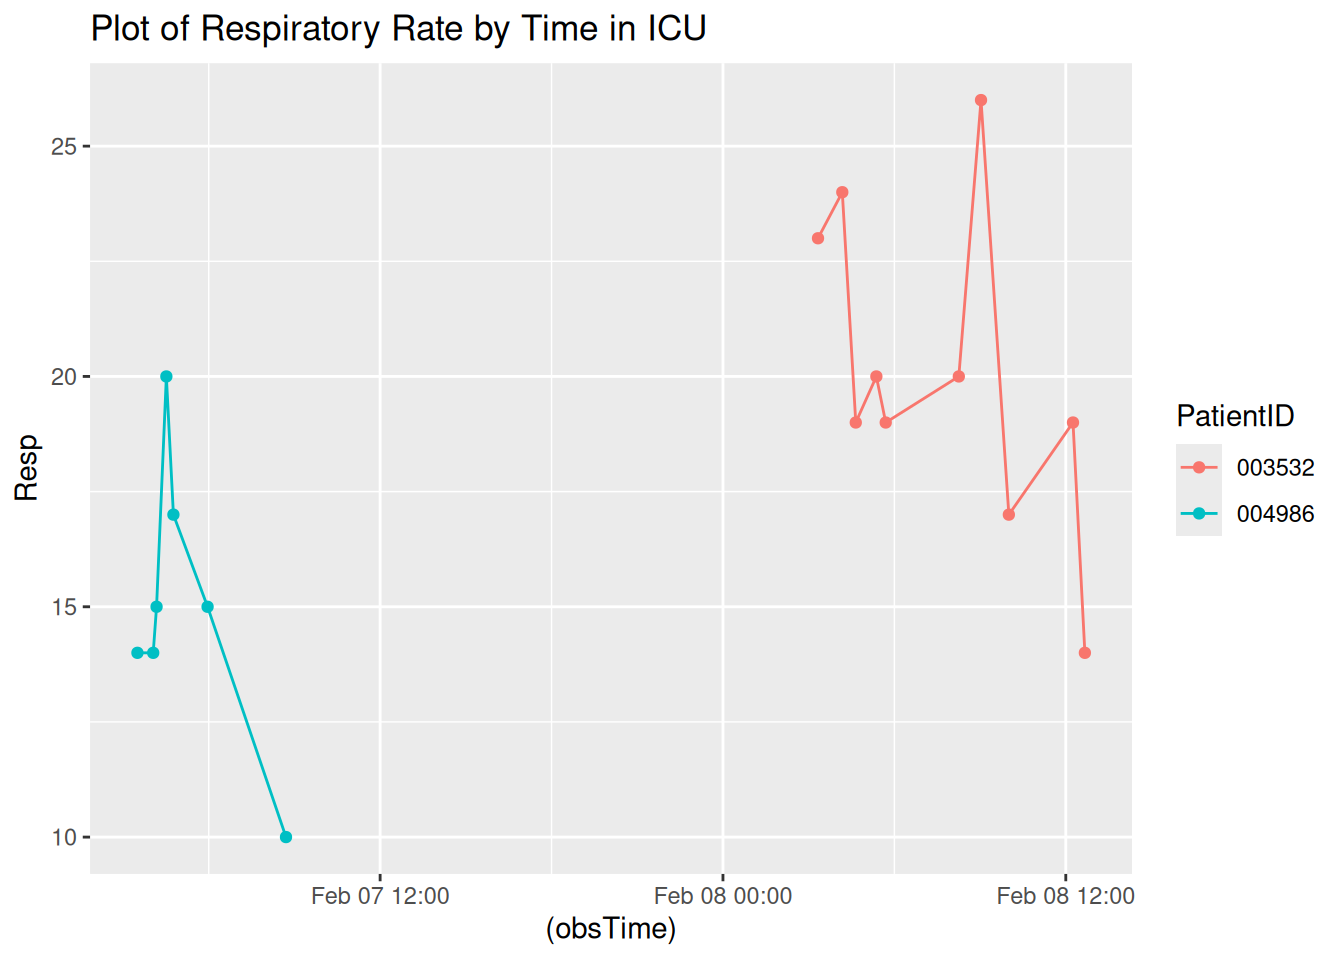 Plot of Respiratory Rate by Time in ICU
25
20
15
10
Resp
Feb 07 12:00
Feb 08 00:00
Feb 08 12:00
(obsTime)
PatientID
003532
004986